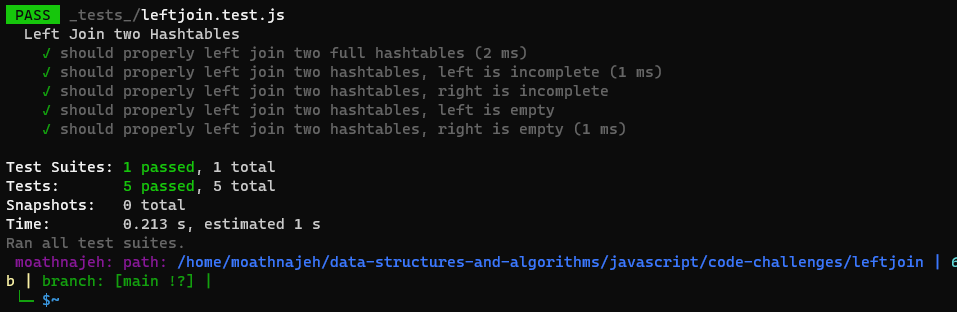 PASS _tests_/leftjoin.test.js
Left Join two Hashtables
✓ should properly left join two full hashtables (2 ms)
✓ should properly left join two hashtables, left is incomplete (1 ms)
✓ should properly left join two hashtables, right is incomplete
✓ should properly left join two hashtables, left is empty
✓ should properly left join two hashtables, right is empty (1 ms)
Test Suites: 1 passed, 1 total
Tests: 5 passed, 5 total
Snapshots: 0 total
Time: 0.213 s, estimated 1 s
Ran all test suites.
moathnajeh: path: /home/moathnajeh/data-structures-and-algorithms/javascript/code-challenges/leftjoin | 6
b | branch: [main !?] |
└─ $~